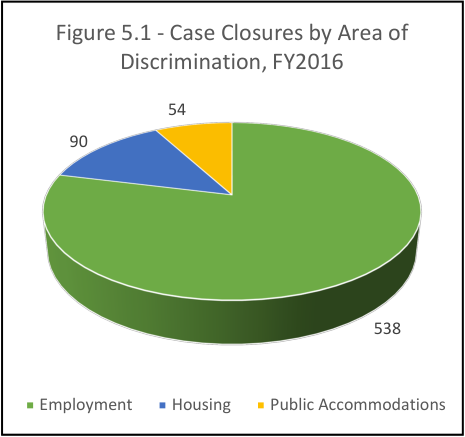 Figure 5.1 - Case Closures by Area of
Discrimination, FY2016
54
90
538
Employment
Housing
Public Accommodations